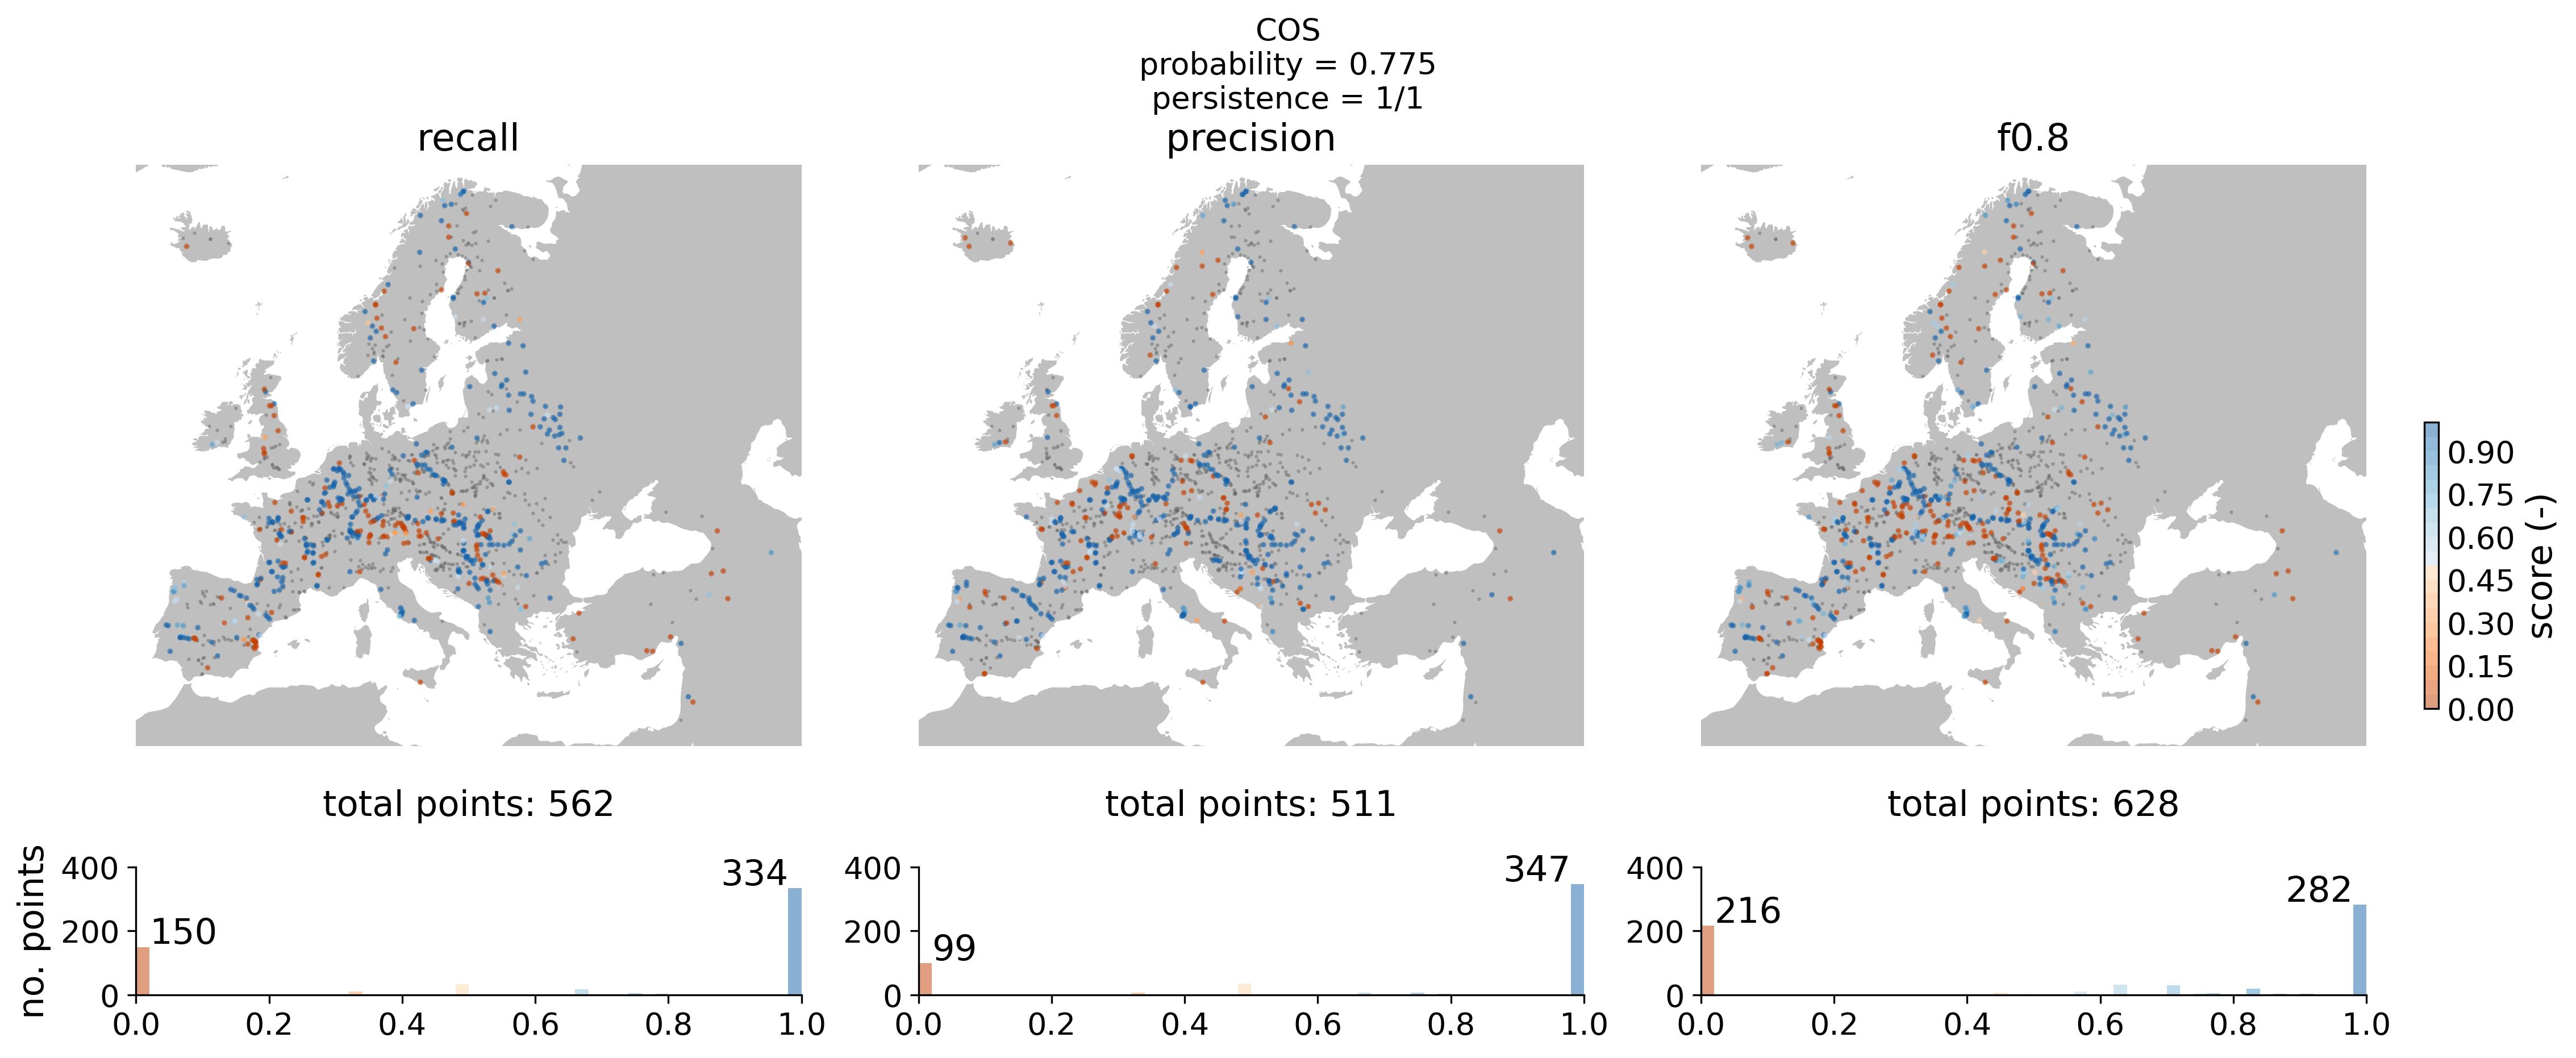 COS
probability = 0.775
persistence = 1/1
recall
precision
f0.8
0.90
0.75
0.60
0.45
0.30
0.15
0.00
score (-)
total points: 562
total points: 511
total points: 628
no. points
400
200
0
150
334
0.0 0.2 0.4 0.6 0.8 1.0
400
200
0
99
347
0.0 0.2 0.4 0.6 0.8 1.0
400
200
0
216
282
0.0 0.2 0.4 0.6 0.8 1.0